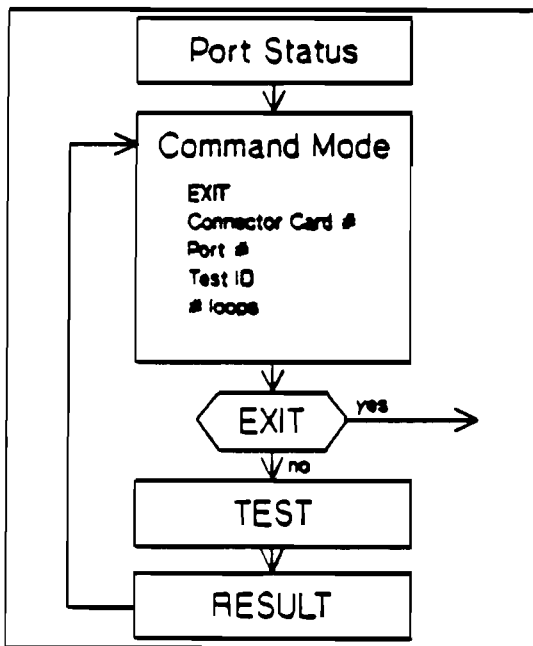 Port Status
Command Mode
EXIT
Connector Card #
Port #
Test ID
# loops
EXIT
yes
no
TEST
RESULT